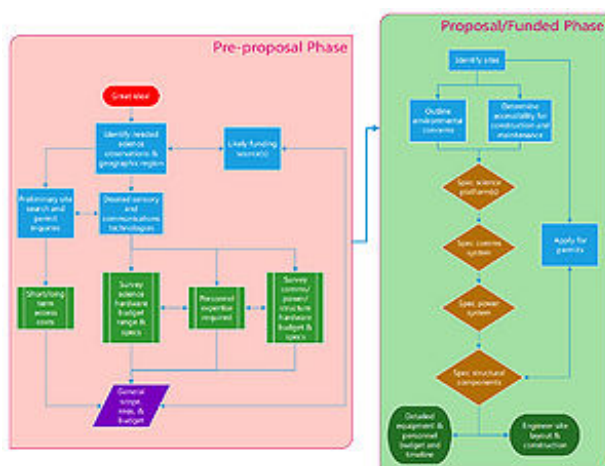 Pre-proposal Phase
Great idea!
Identify needed
science
observations &
geographic region
Likely funding
source(s)
Preliminary site
search and
permit
inquiries
Detailed sensory
and
communications
technologies
Short/long
term
access
costs
Survey
science
hardware
budget
range &
specs
Personnel
expertise
required
Survey
comms/
power/
structure
hardware
budget &
specs
General
scope,
&
budget
Proposal/Funded Phase
Identify sites
Outline
environmental
concerns
Determine
accessibility for
construction and
maintenance
Spec science
platform(s)
Spec comms
system
Apply for
permits
Spec power
system
Spec structural
components
Detailed
equipment &
personnel
budget and
timeline
Engineer site
layout &
construction